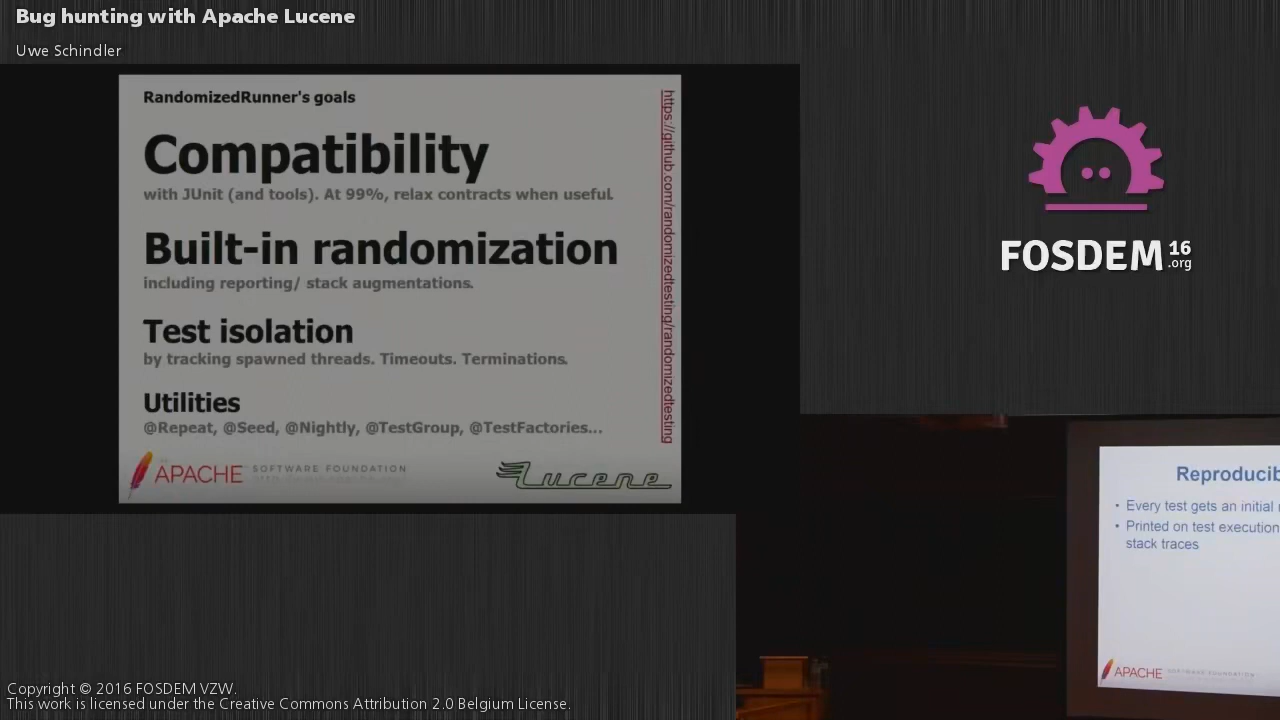 Bug hunting with Apache Lucene
Uwe Schindler
RandomizedRunner's goals
Compatibility
with JUnit (and tools). At 99%, relax contracts when useful.
Built-in randomization
including reporting/ stack augmentations.
Test isolation
by tracking spawned threads. Timeouts. Terminations.
Utilities
@Repeat, @Seed, @Nightly, @TestGroup, @TestFactories...
https://github.com/randomizedtesting/randomizedtesting
APACHE SOFTWARE FOUNDATION
Lucene
FOSDEM 16 .org
• Every test gets an initial
• Printed on test execution
stack traces
APACHE SOFTWARE FOUNDATION
Copyright © 2016 FOSDEM VZW.
This work is licensed under the Creative Commons Attribution 2.0 Belgium License.